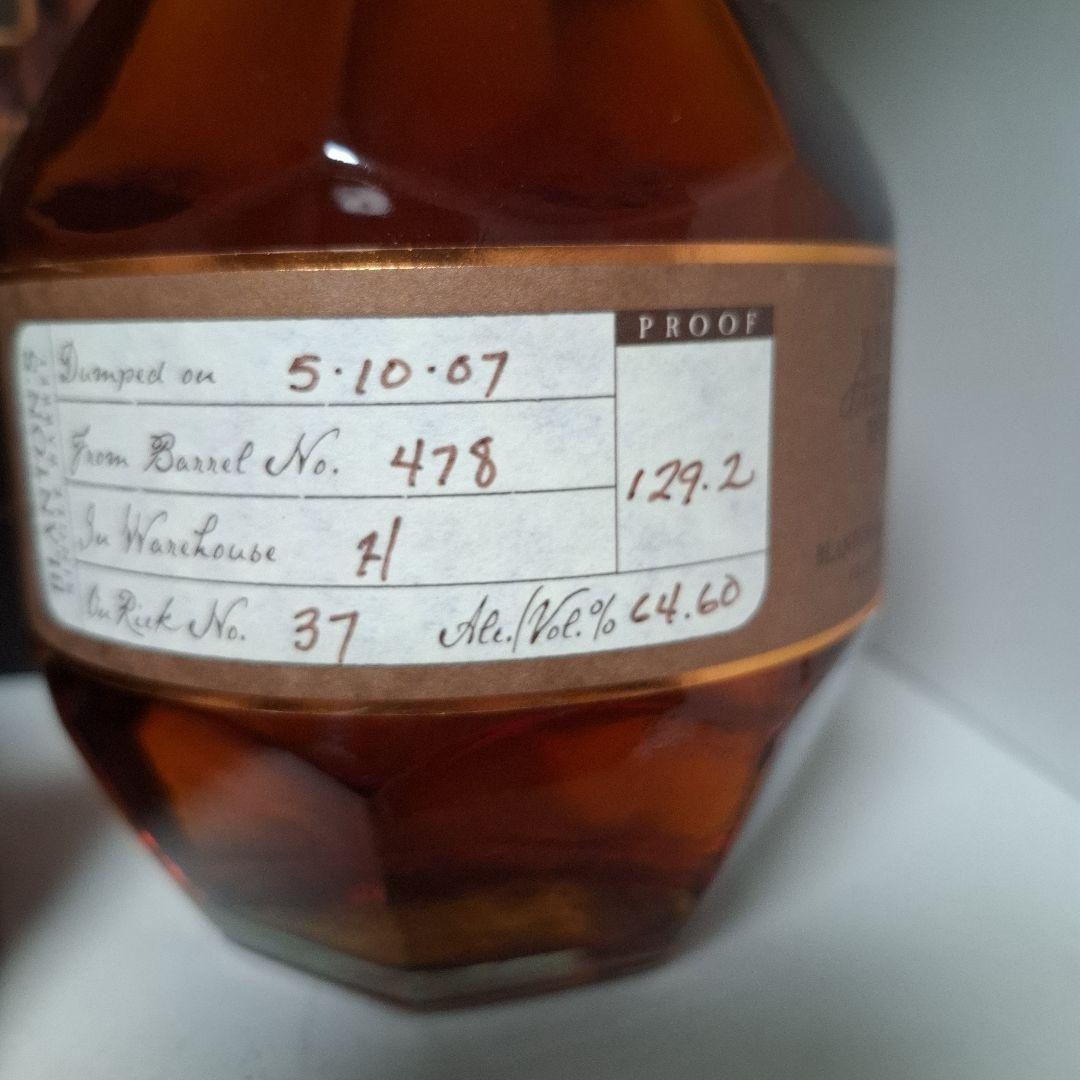 Dumped on 5·10·07
From Barrel No. 478
In Warehouse H
On Rick No. 37
PROOF
129.2
Alc./Vol.% 64.60